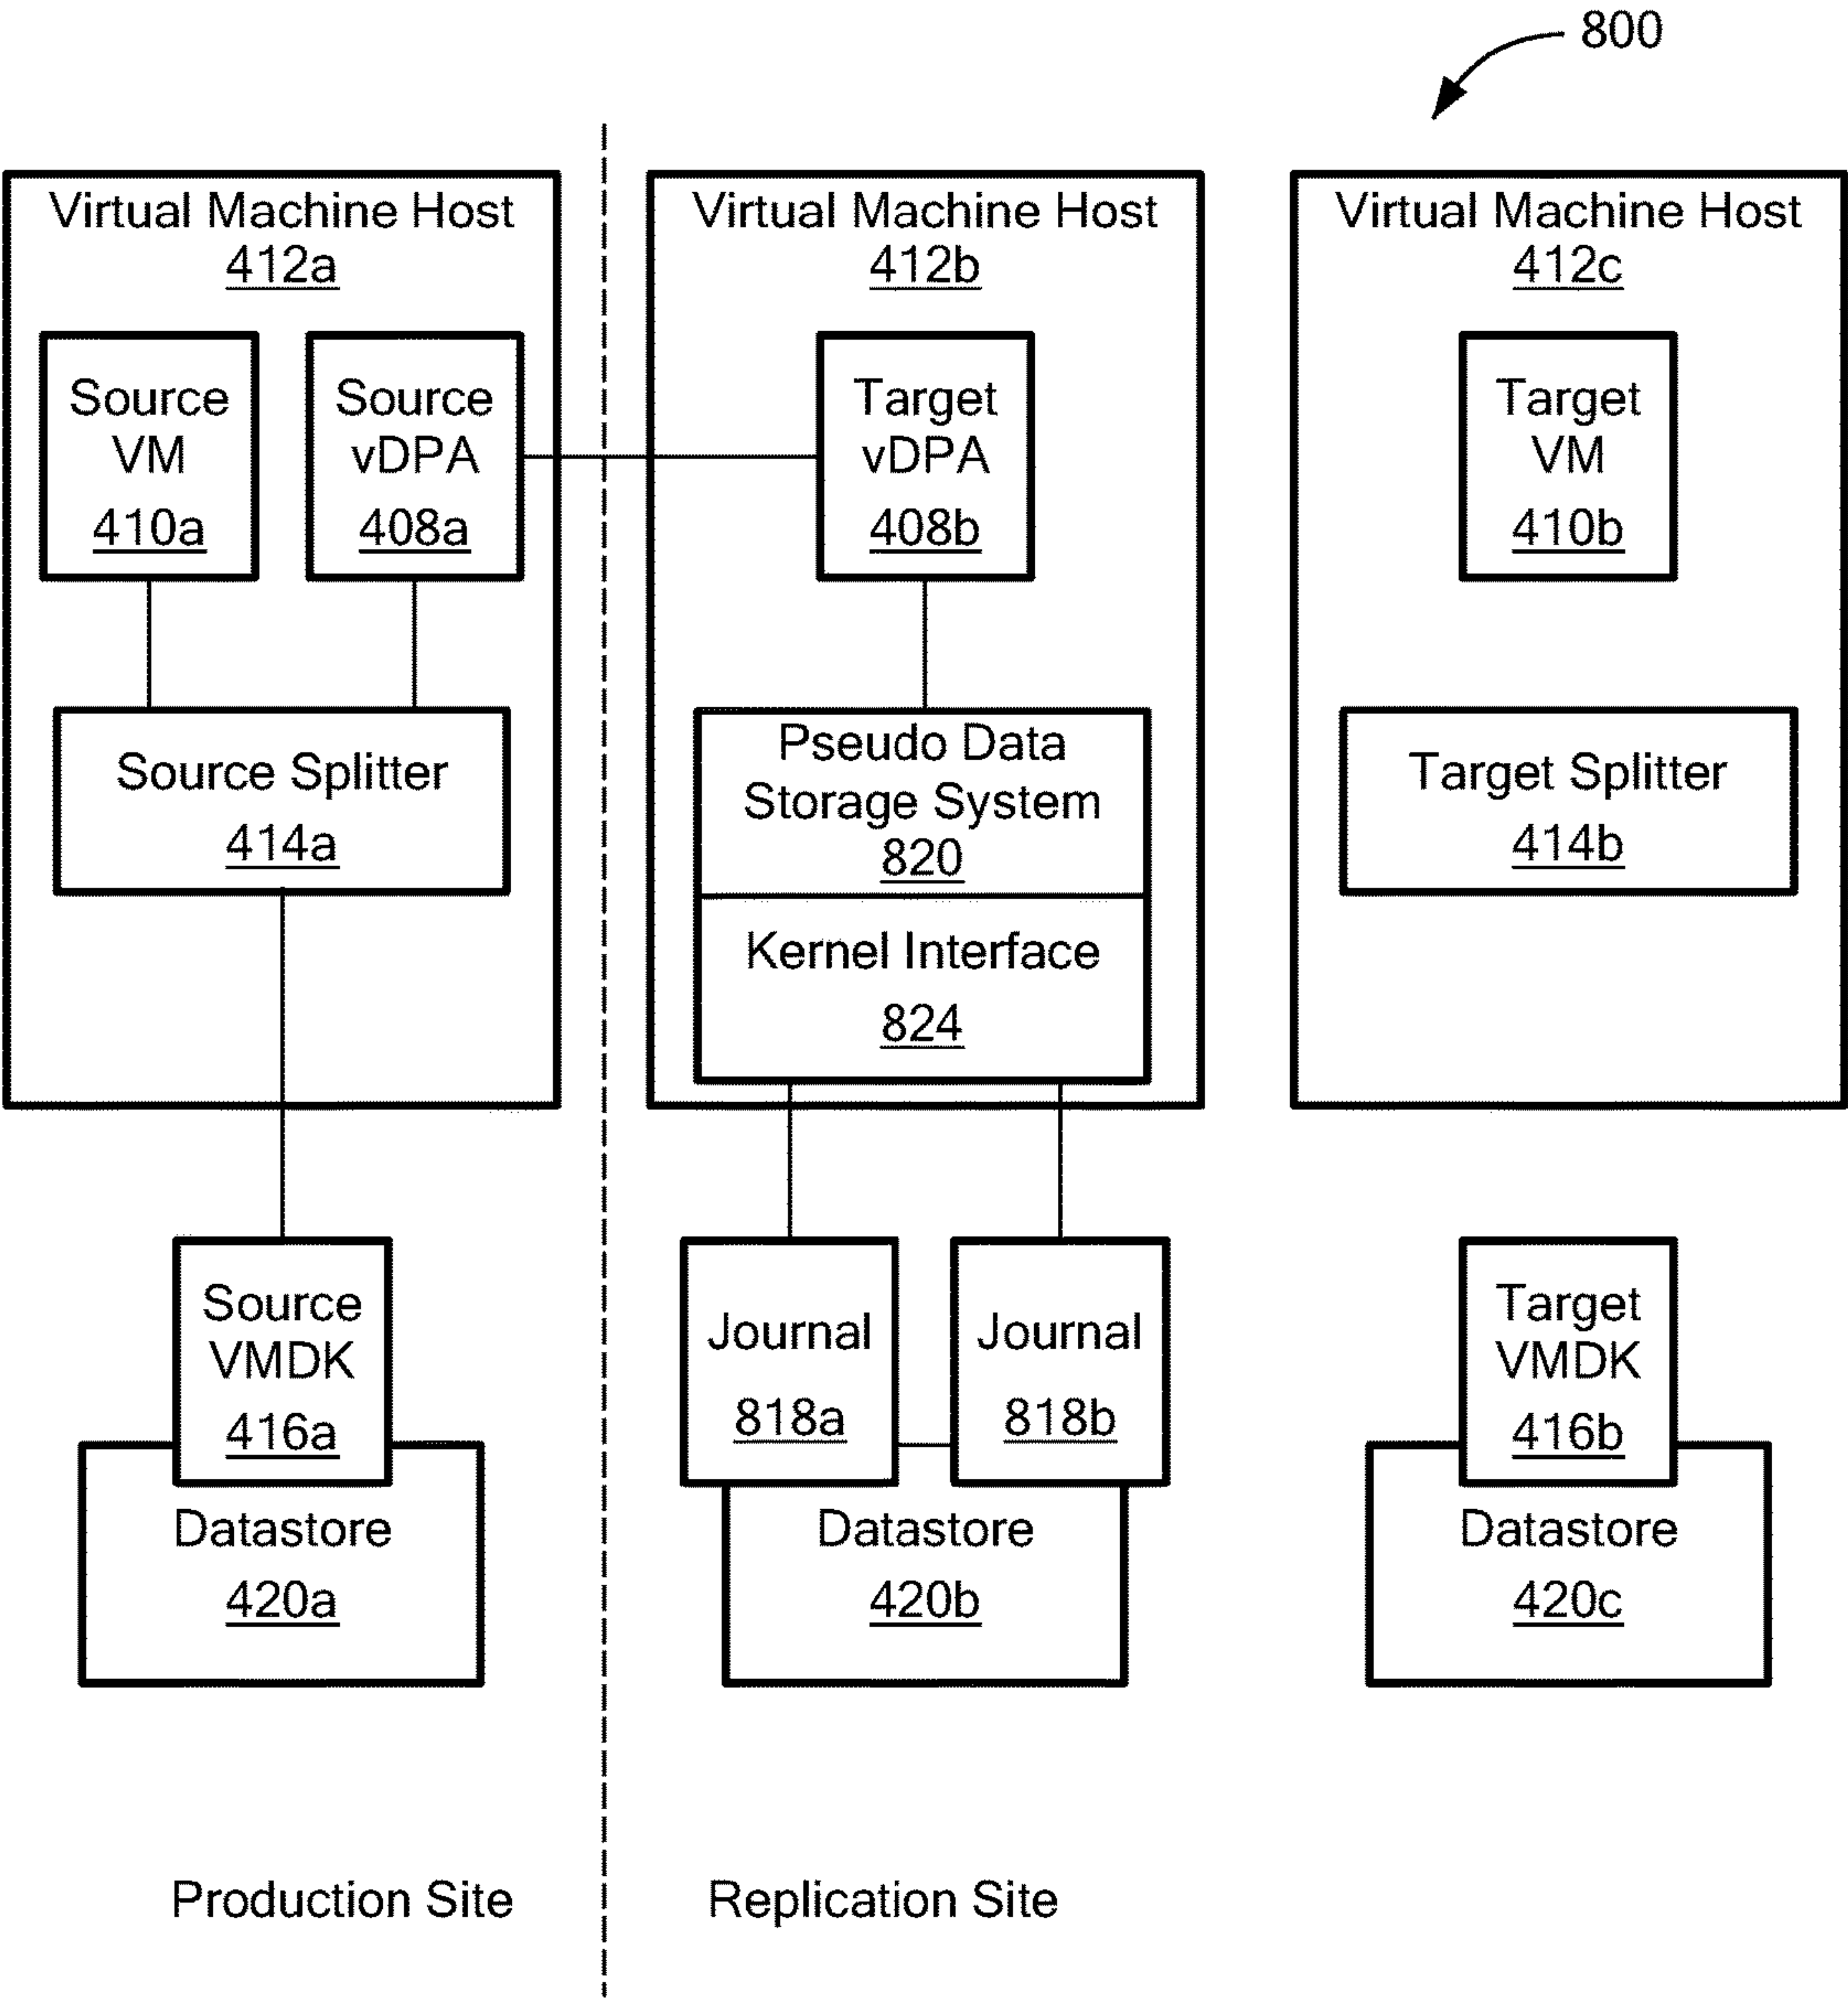 800
Virtual Machine Host
412a
Source
VM
410a
Source
vDPA
408a
Source Splitter
414a
Source
VMDK
416a
Datastore
420a
Production Site
Virtual Machine Host
412b
Target
vDPA
408b
Pseudo Data
Storage System
820
Kernel Interface
824
Journal
818a
Journal
818b
Datastore
420b
Replication Site
Virtual Machine Host
412c
Target
VM
410b
Target Splitter
414b
Target
VMDK
416b
Datastore
420c